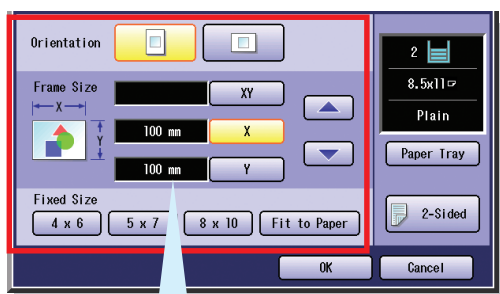 Orientation
2
8.5x11
Plain
Frame Size
X
Y
XY
100 mm
X
100 mm
Y
Paper Tray
Fixed Size
4 x 6
5 x 7
8 x 10
Fit to Paper
2-Sided
OK
Cancel